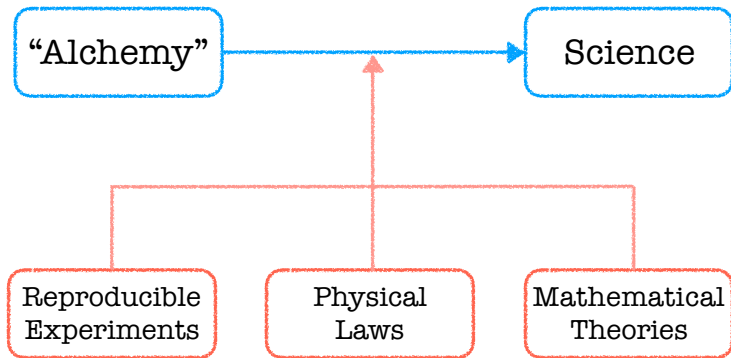 “Alchemy”
Science
Reproducible
Experiments
Physical
Laws
Mathematical
Theories